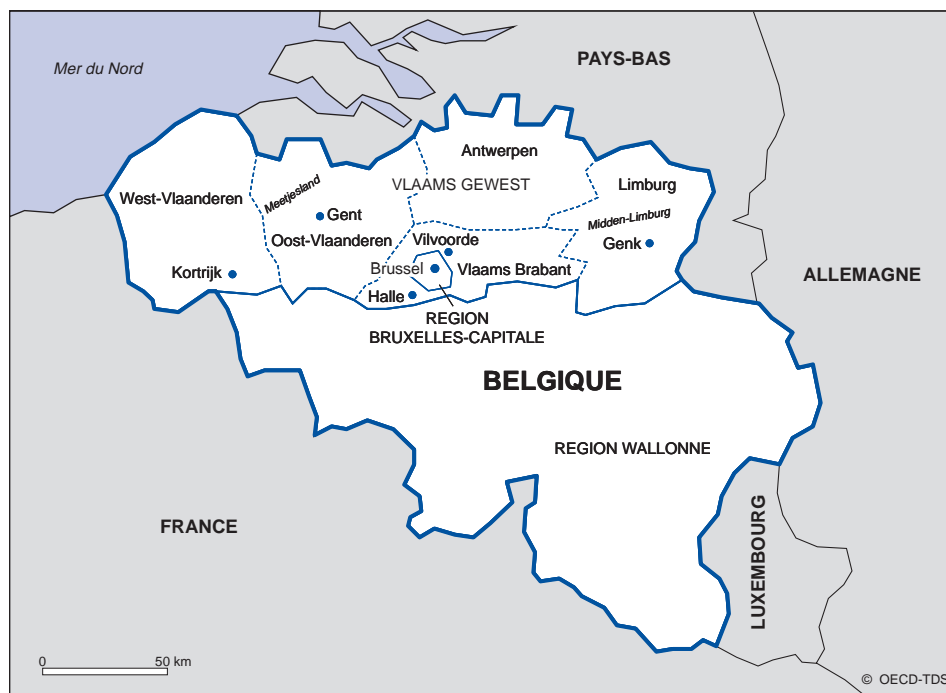 Mer du Nord
PAYS-BAS
Antwerpen
West-Vlaanderen
Meetjesland
VLAAMS GEWEST
Limburg
Gent
Midden-Limburg
Oost-Vlaanderen
Vilvoorde
Genk
Kortrijk
Brussel
Vlaams Brabant
ALLEMAGNE
Halle
REGION
BRUXELLES-CAPITALE
BELGIQUE
REGION WALLONNE
FRANCE
LUXEMBOURG
0 50 km
© OECD-TDS